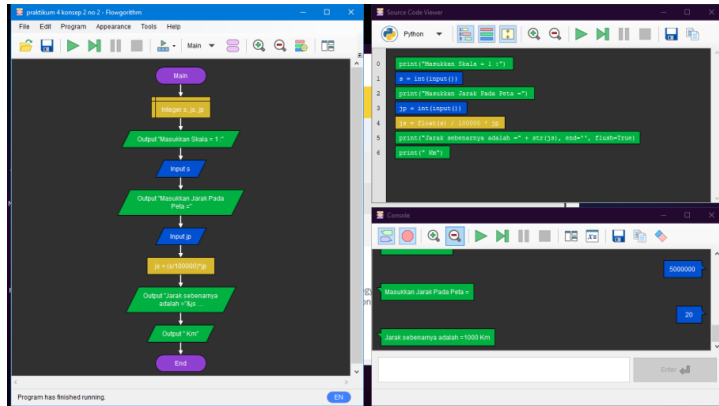 praktikum 4 konsep 2 no 2 - Flowgorithm
File Edit Program Appearance Tools Help
Main
Main
Integer s, js, jp
Output "Masukkan Skala = 1 :"
Input s
Output "Masukkan Jarak Pada
Peta ="
Input jp
js = (s/100000)*jp
Output "Jarak sebenarnya
adalah ="&js ...
Output " Km"
End
Program has finished running.
EN
Source Code Viewer
Python
0 print("Masukkan Skala = 1 :")
1 s = int(input())
2 print("Masukkan Jarak Pada Peta =")
3 jp = int(input())
4 js = float(s) / 100000 * jp
5 print("Jarak sebenarnya adalah =" + str(js), end='', flush=True)
6 print(" Km")
Console
5000000
Masukkan Jarak Pada Peta =
20
Jarak sebenarnya adalah =1000 Km
Enter